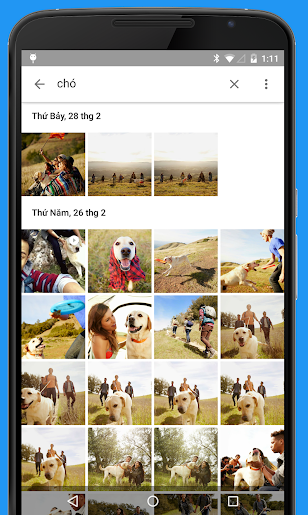 1:11
chó
Thứ Bảy, 28 thg 2
Thứ Năm, 26 thg 2